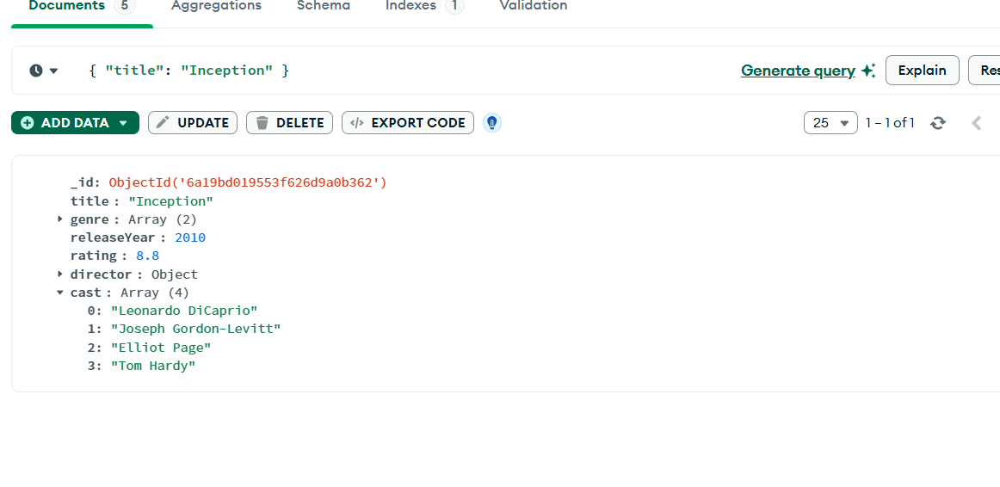 Documents 5 Aggregations Schema Indexes 1 Validation
{ "title": "Inception" } Generate query Explain Res
ADD DATA UPDATE DELETE </> EXPORT CODE 25 1 – 1 of 1
_id: ObjectId('6a19bd019553f626d9a0b362')
title : "Inception"
genre : Array (2)
releaseYear : 2010
rating : 8.8
director : Object
cast : Array (4)
0: "Leonardo DiCaprio"
1: "Joseph Gordon-Levitt"
2: "Elliot Page"
3: "Tom Hardy"